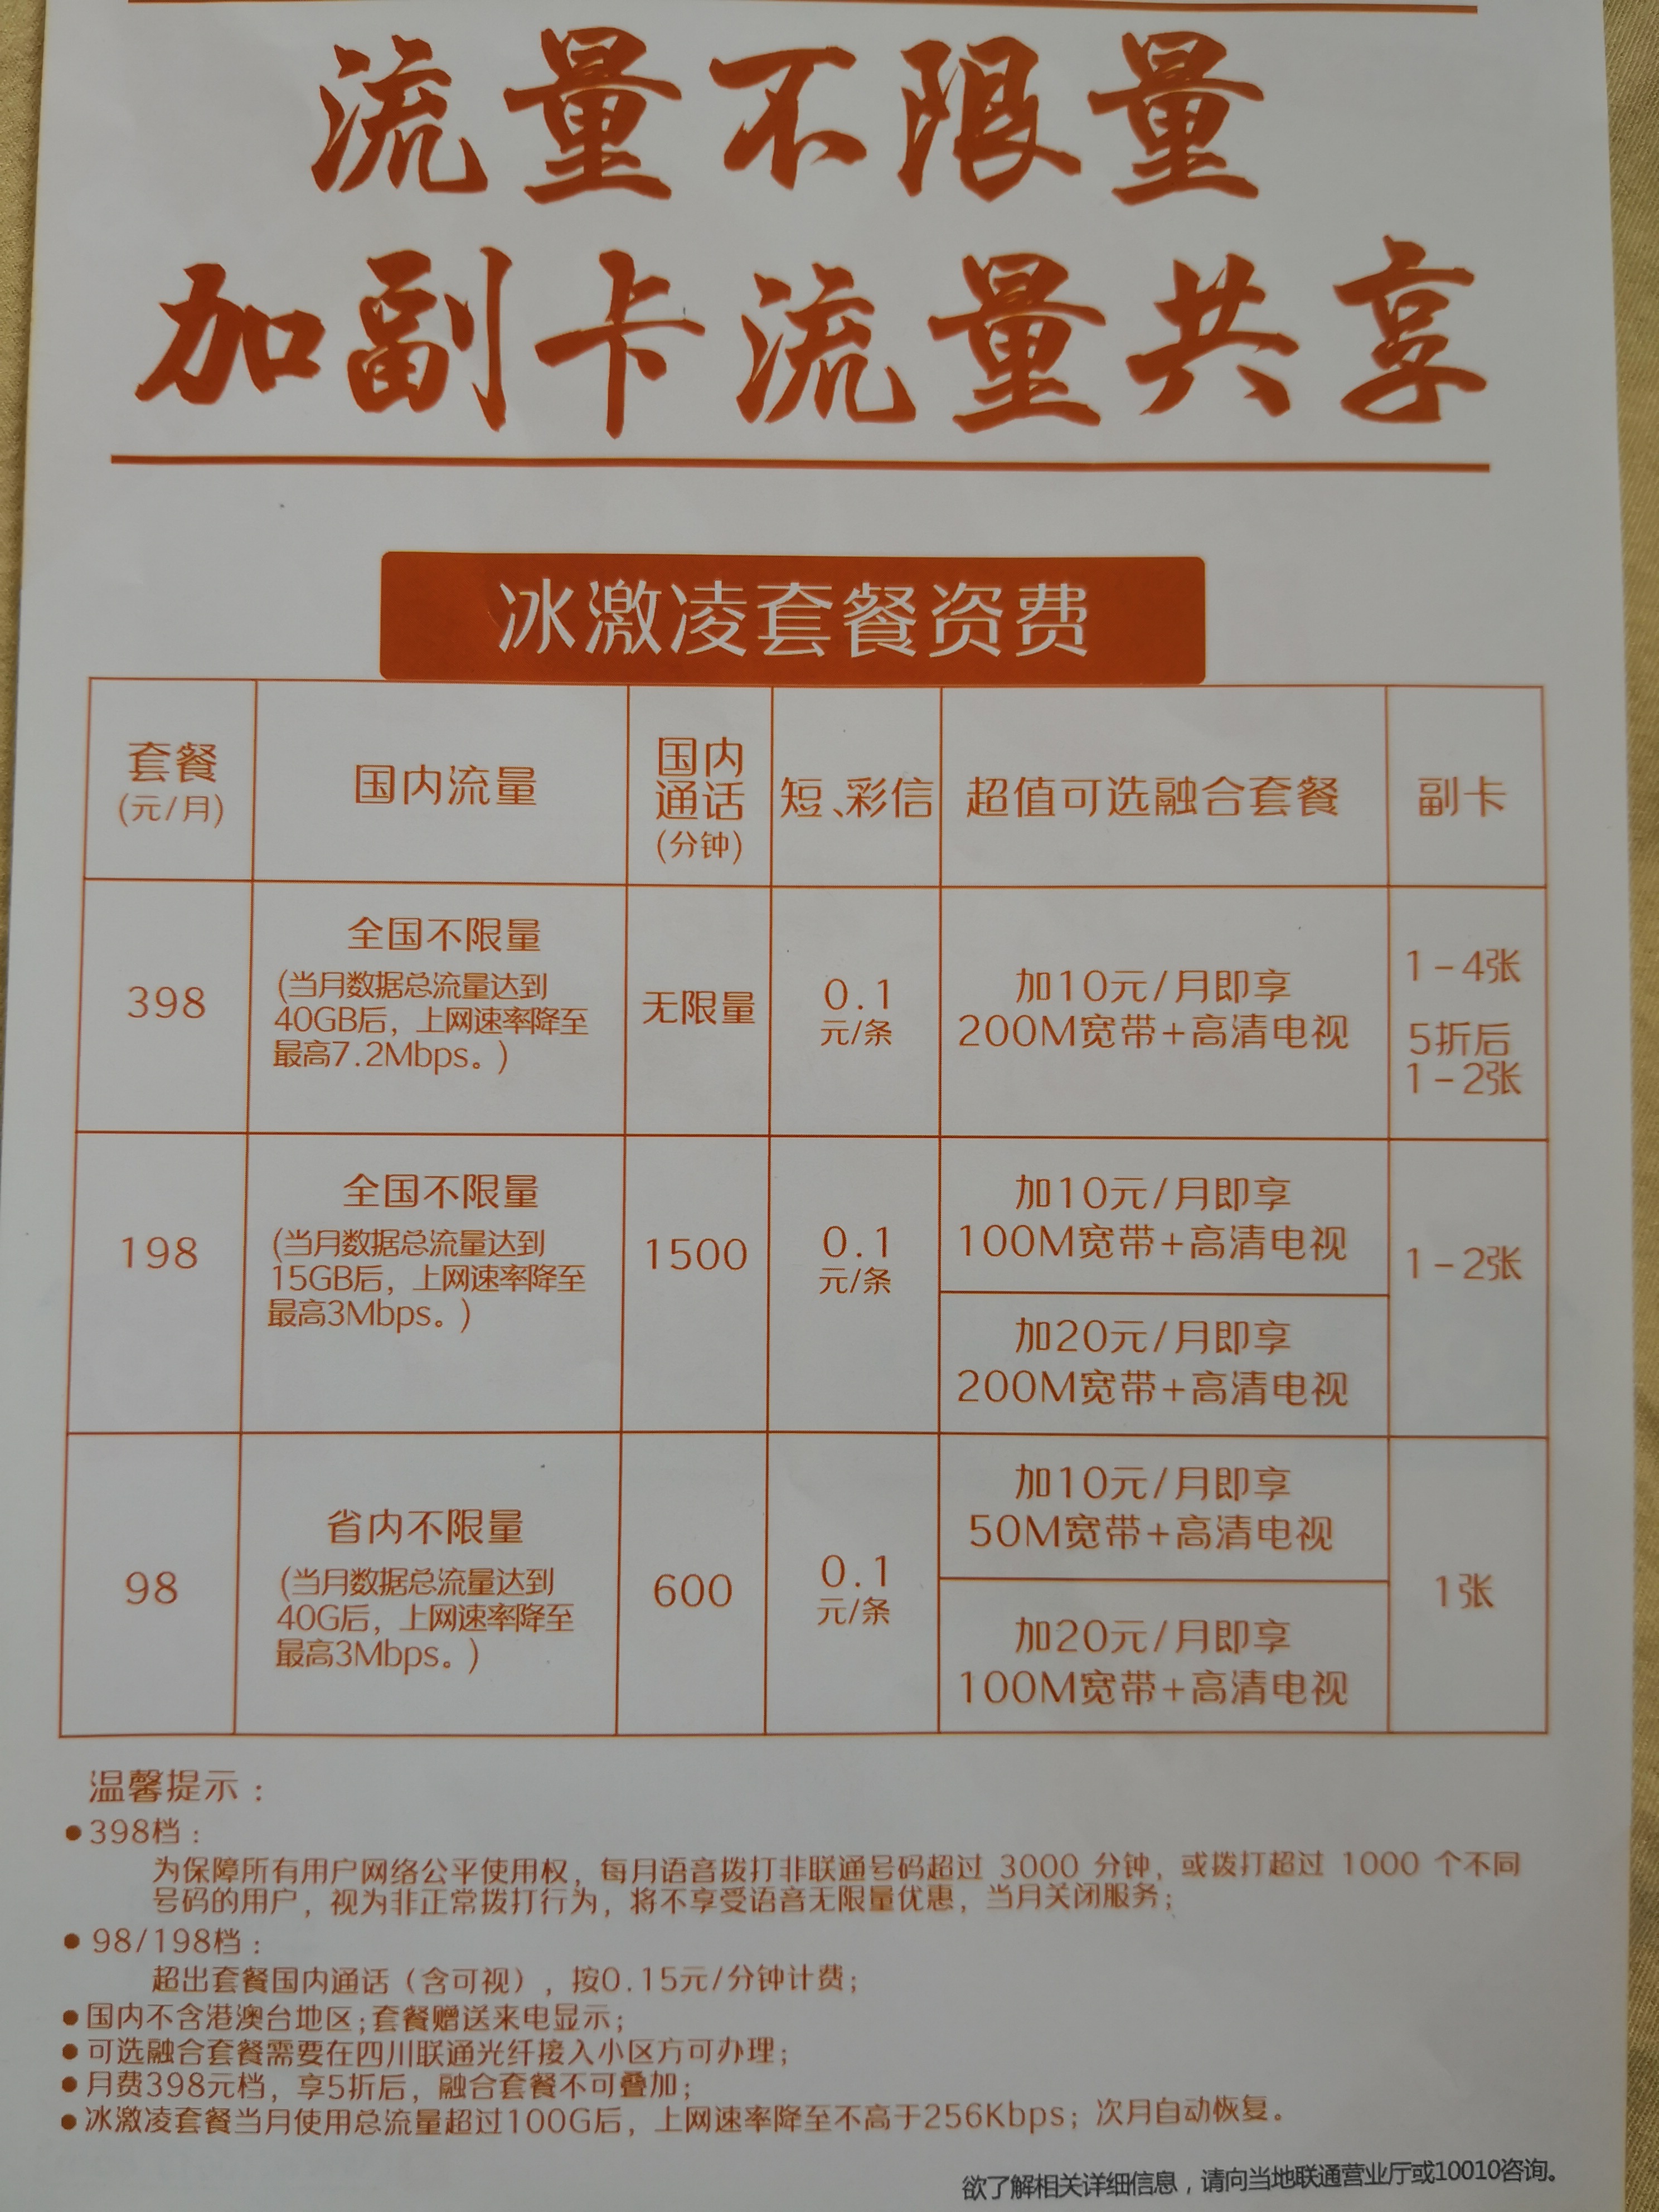 流量不限量
加副卡流量共享
冰激凌套餐资费
套餐
(元/月)
国内流量
国内
通话
(分钟)
短、彩信
超值可选融合套餐
副卡
398
全国不限量
(当月数据总流量达到
40GB后，上网速率降至
最高7.2Mbps。)
无限量
0.1
元/条
加10元/月即享
200M宽带+高清电视
1-4张
5折后
1-2张
198
全国不限量
(当月数据总流量达到
15GB后，上网速率降至
最高3Mbps。)
1500
0.1
元/条
加10元/月即享
100M宽带+高清电视
加20元/月即享
200M宽带+高清电视
1-2张
98
省内不限量
(当月数据总流量达到
40G后，上网速率降至
最高3Mbps。)
600
0.1
元/条
加10元/月即享
50M宽带+高清电视
加20元/月即享
100M宽带+高清电视
1张
温馨提示：
●398档：
为保障所有用户网络公平使用权，每月语音拨打非联通号码超过 3000 分钟，或拨打超过 1000 个不同
号码的用户，视为非正常拨打行为，将不享受语音无限量优惠，当月关闭服务；
●98/198档：
超出套餐国内通话（含可视），按0.15元/分钟计费；
●国内不含港澳台地区；套餐赠送来电显示；
●可选融合套餐需要在四川联通光纤接入小区方可办理；
●月费398元档，享5折后，融合套餐不可叠加；
●冰激凌套餐当月使用总流量超过100G后，上网速率降至不高于256Kbps；次月自动恢复。
欲了解相关详细信息，请向当地联通营业厅或10010咨询。